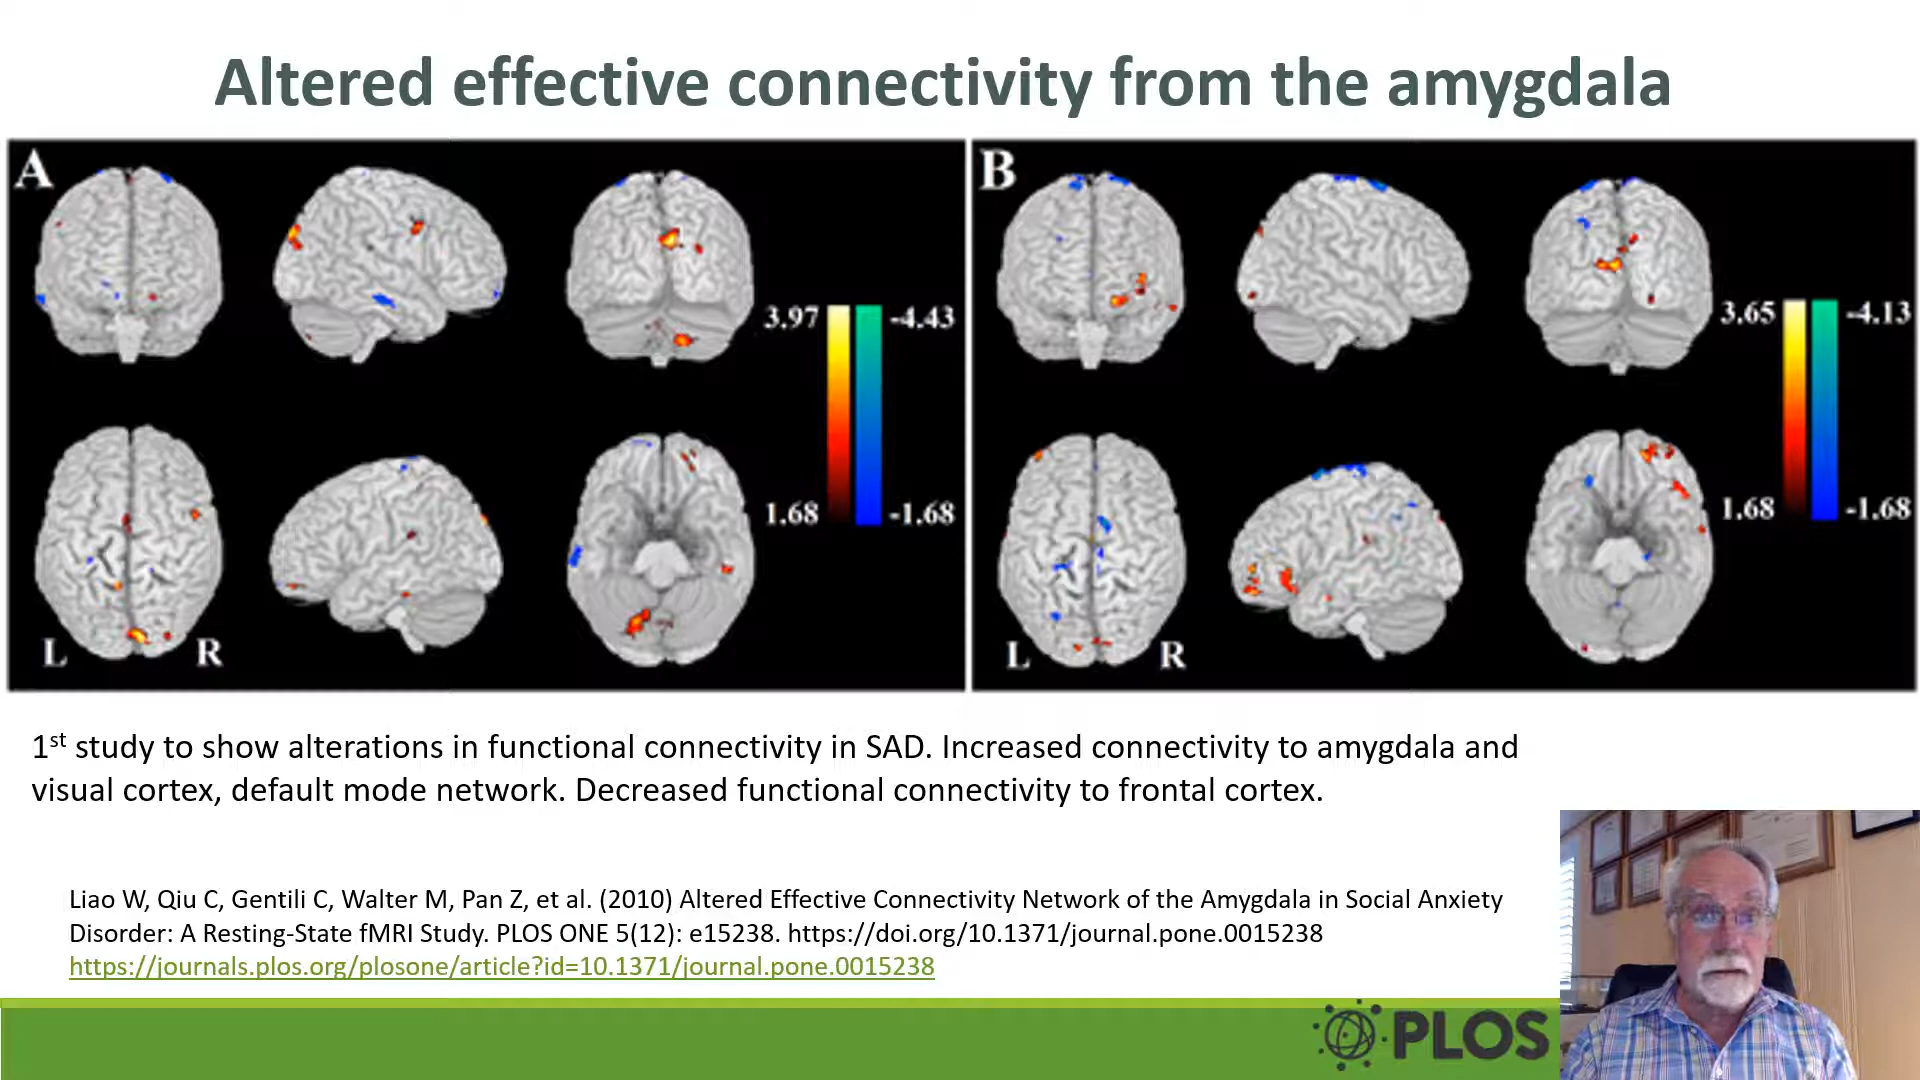 Altered effective connectivity from the amygdala
A
B
3.97
-4.43
1.68
-1.68
3.65
-4.13
1.68
-1.68
L
R
L
R
1st study to show alterations in functional connectivity in SAD. Increased connectivity to amygdala and
visual cortex, default mode network. Decreased functional connectivity to frontal cortex.
Liao W, Qiu C, Gentili C, Walter M, Pan Z, et al. (2010) Altered Effective Connectivity Network of the Amygdala in Social Anxiety
Disorder: A Resting-State fMRI Study. PLOS ONE 5(12): e15238. https://doi.org/10.1371/journal.pone.0015238
https://journals.plos.org/plosone/article?id=10.1371/journal.pone.0015238
PLOS